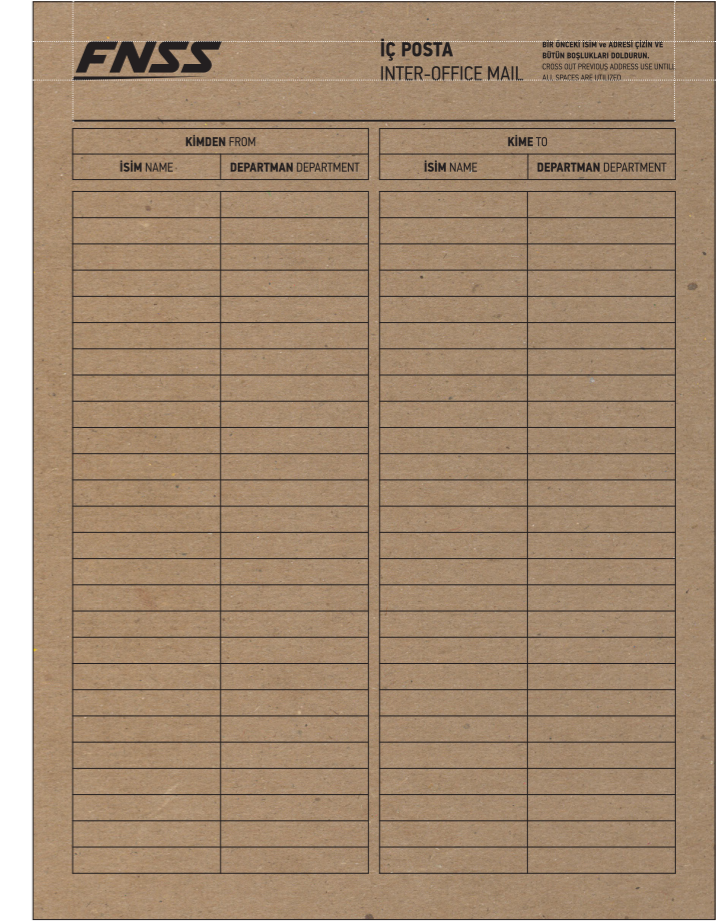 FNSS
İÇ POSTA
INTER-OFFICE MAIL
BİR ÖNCEKİ İSİM ve ADRESİ ÇİZİN VE
BÜTÜN BOŞLUKLARI DOLDURUN.
CROSS OUT PREVIOUS ADDRESS USE UNTILL
ALL SPACES ARE UTILIZED
KİMDEN FROM
KİME TO
İSİM NAME
DEPARTMAN DEPARTMENT
İSİM NAME
DEPARTMAN DEPARTMENT